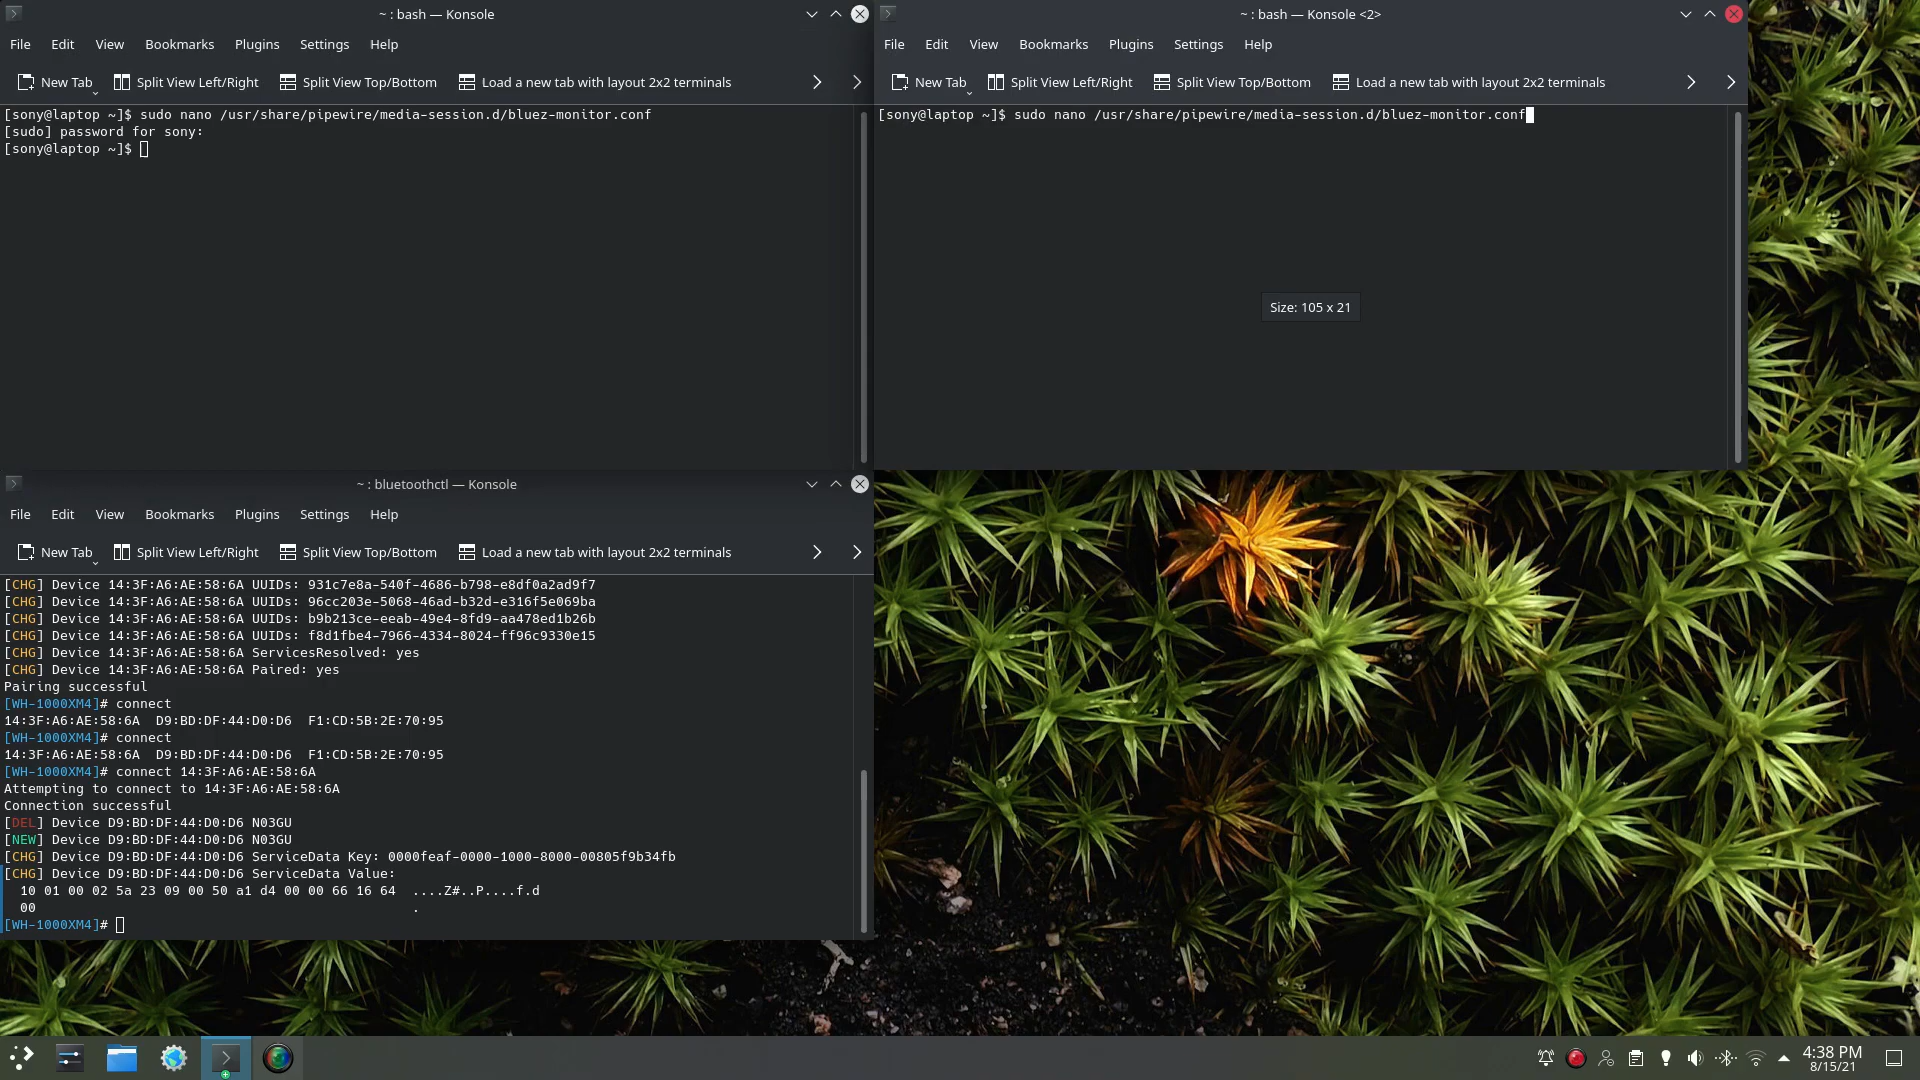 ~ : bash — Konsole
File Edit View Bookmarks Plugins Settings Help
New Tab Split View Left/Right Split View Top/Bottom Load a new tab with layout 2x2 terminals
[sony@laptop ~]$ sudo nano /usr/share/pipewire/media-session.d/bluez-monitor.conf
[sudo] password for sony:
[sony@laptop ~]$
~ : bash — Konsole <2>
File Edit View Bookmarks Plugins Settings Help
New Tab Split View Left/Right Split View Top/Bottom Load a new tab with layout 2x2 terminals
[sony@laptop ~]$ sudo nano /usr/share/pipewire/media-session.d/bluez-monitor.conf
Size: 105 x 21
~ : bluetoothctl — Konsole
File Edit View Bookmarks Plugins Settings Help
New Tab Split View Left/Right Split View Top/Bottom Load a new tab with layout 2x2 terminals
[CHG] Device 14:3F:A6:AE:58:6A UUIDs: 931c7e8a-540f-4686-b798-e8df0a2ad9f7
[CHG] Device 14:3F:A6:AE:58:6A UUIDs: 96cc203e-5068-46ad-b32d-e316f5e069ba
[CHG] Device 14:3F:A6:AE:58:6A UUIDs: b9b213ce-eeab-49e4-8fd9-aa478ed1b26b
[CHG] Device 14:3F:A6:AE:58:6A UUIDs: f8d1fbe4-7966-4334-8024-ff96c9330e15
[CHG] Device 14:3F:A6:AE:58:6A ServicesResolved: yes
[CHG] Device 14:3F:A6:AE:58:6A Paired: yes
Pairing successful
[WH-1000XM4]# connect
14:3F:A6:AE:58:6A  D9:BD:DF:44:D0:D6  F1:CD:5B:2E:70:95
[WH-1000XM4]# connect
14:3F:A6:AE:58:6A  D9:BD:DF:44:D0:D6  F1:CD:5B:2E:70:95
[WH-1000XM4]# connect 14:3F:A6:AE:58:6A
Attempting to connect to 14:3F:A6:AE:58:6A
Connection successful
[DEL] Device D9:BD:DF:44:D0:D6 N03GU
[NEW] Device D9:BD:DF:44:D0:D6 N03GU
[CHG] Device D9:BD:DF:44:D0:D6 ServiceData Key: 0000feaf-0000-1000-8000-00805f9b34fb
[CHG] Device D9:BD:DF:44:D0:D6 ServiceData Value:
10 01 00 02 5a 23 09 00 50 a1 d4 00 00 66 16 64  ....Z#..P....f.d
00 .
[WH-1000XM4]#
4:38 PM
8/15/21